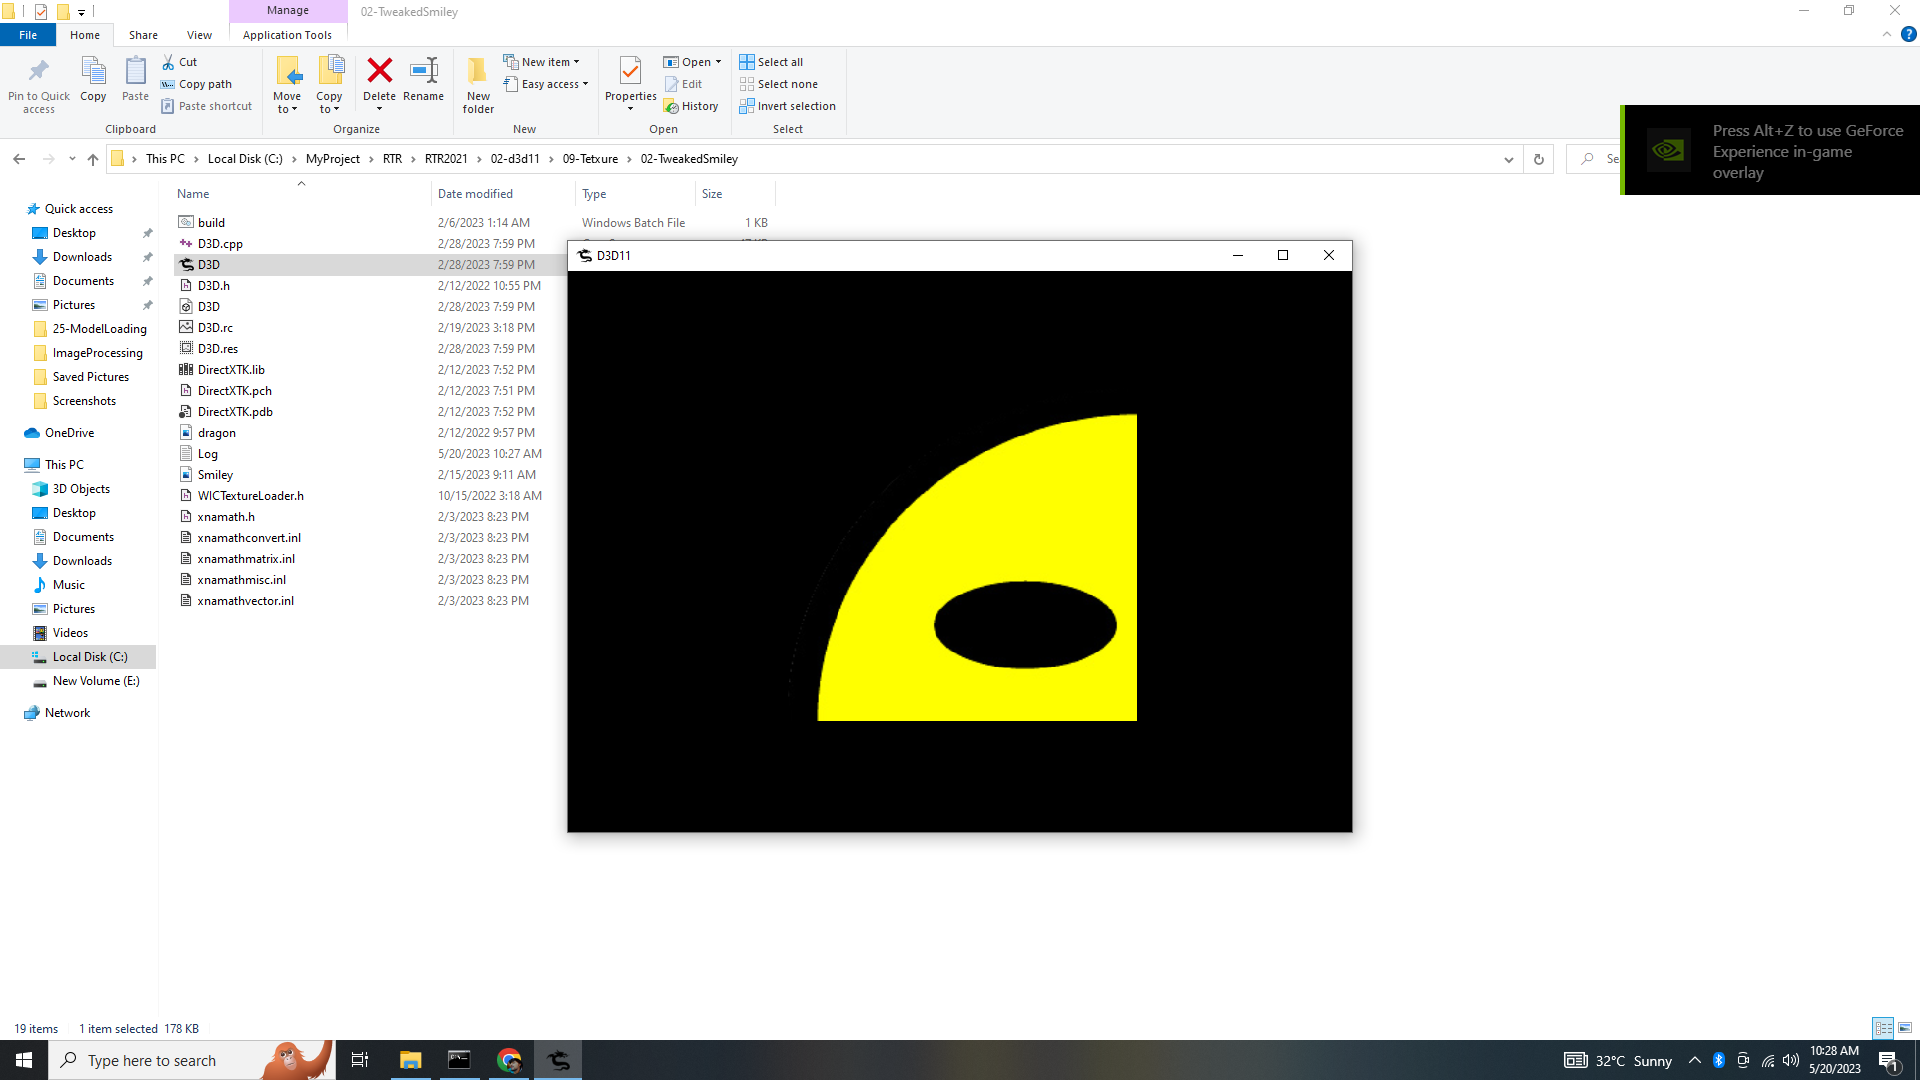 Manage
02-TweakedSmiley
File
Home
Share
View
Application Tools
Pin to Quick access
Copy
Paste
Cut
Copy path
Paste shortcut
Clipboard
Move to
Copy to
Delete
Rename
Organize
New folder
New item
Easy access
New
Properties
Open
Edit
History
Open
Select all
Select none
Invert selection
Select
This PC
Local Disk (C:)
MyProject
RTR
RTR2021
02-d3d11
09-Tetxure
02-TweakedSmiley
Press Alt+Z to use GeForce
Experience in-game
overlay
Name
Date modified
Type
Size
build 2/6/2023 1:14 AM Windows Batch File 1 KB
D3D.cpp 2/28/2023 7:59 PM
D3D 2/28/2023 7:59 PM
D3D.h 2/12/2022 10:55 PM
D3D 2/28/2023 7:59 PM
D3D.rc 2/19/2023 3:18 PM
D3D.res 2/28/2023 7:59 PM
DirectXTK.lib 2/12/2023 7:52 PM
DirectXTK.pch 2/12/2023 7:51 PM
DirectXTK.pdb 2/12/2023 7:52 PM
dragon 2/12/2022 9:57 PM
Log 5/20/2023 10:27 AM
Smiley 2/15/2023 9:11 AM
WICTextureLoader.h 10/15/2022 3:18 AM
xnamath.h 2/3/2023 8:23 PM
xnamathconvert.inl 2/3/2023 8:23 PM
xnamathmatrix.inl 2/3/2023 8:23 PM
xnamathmisc.inl 2/3/2023 8:23 PM
xnamathvector.inl 2/3/2023 8:23 PM
Quick access
Desktop
Downloads
Documents
Pictures
25-ModelLoading
ImageProcessing
Saved Pictures
Screenshots
OneDrive
This PC
3D Objects
Desktop
Documents
Downloads
Music
Pictures
Videos
Local Disk (C:)
New Volume (E:)
Network
D3D11
19 items
1 item selected 178 KB
Type here to search
32°C Sunny
10:28 AM
5/20/2023
1